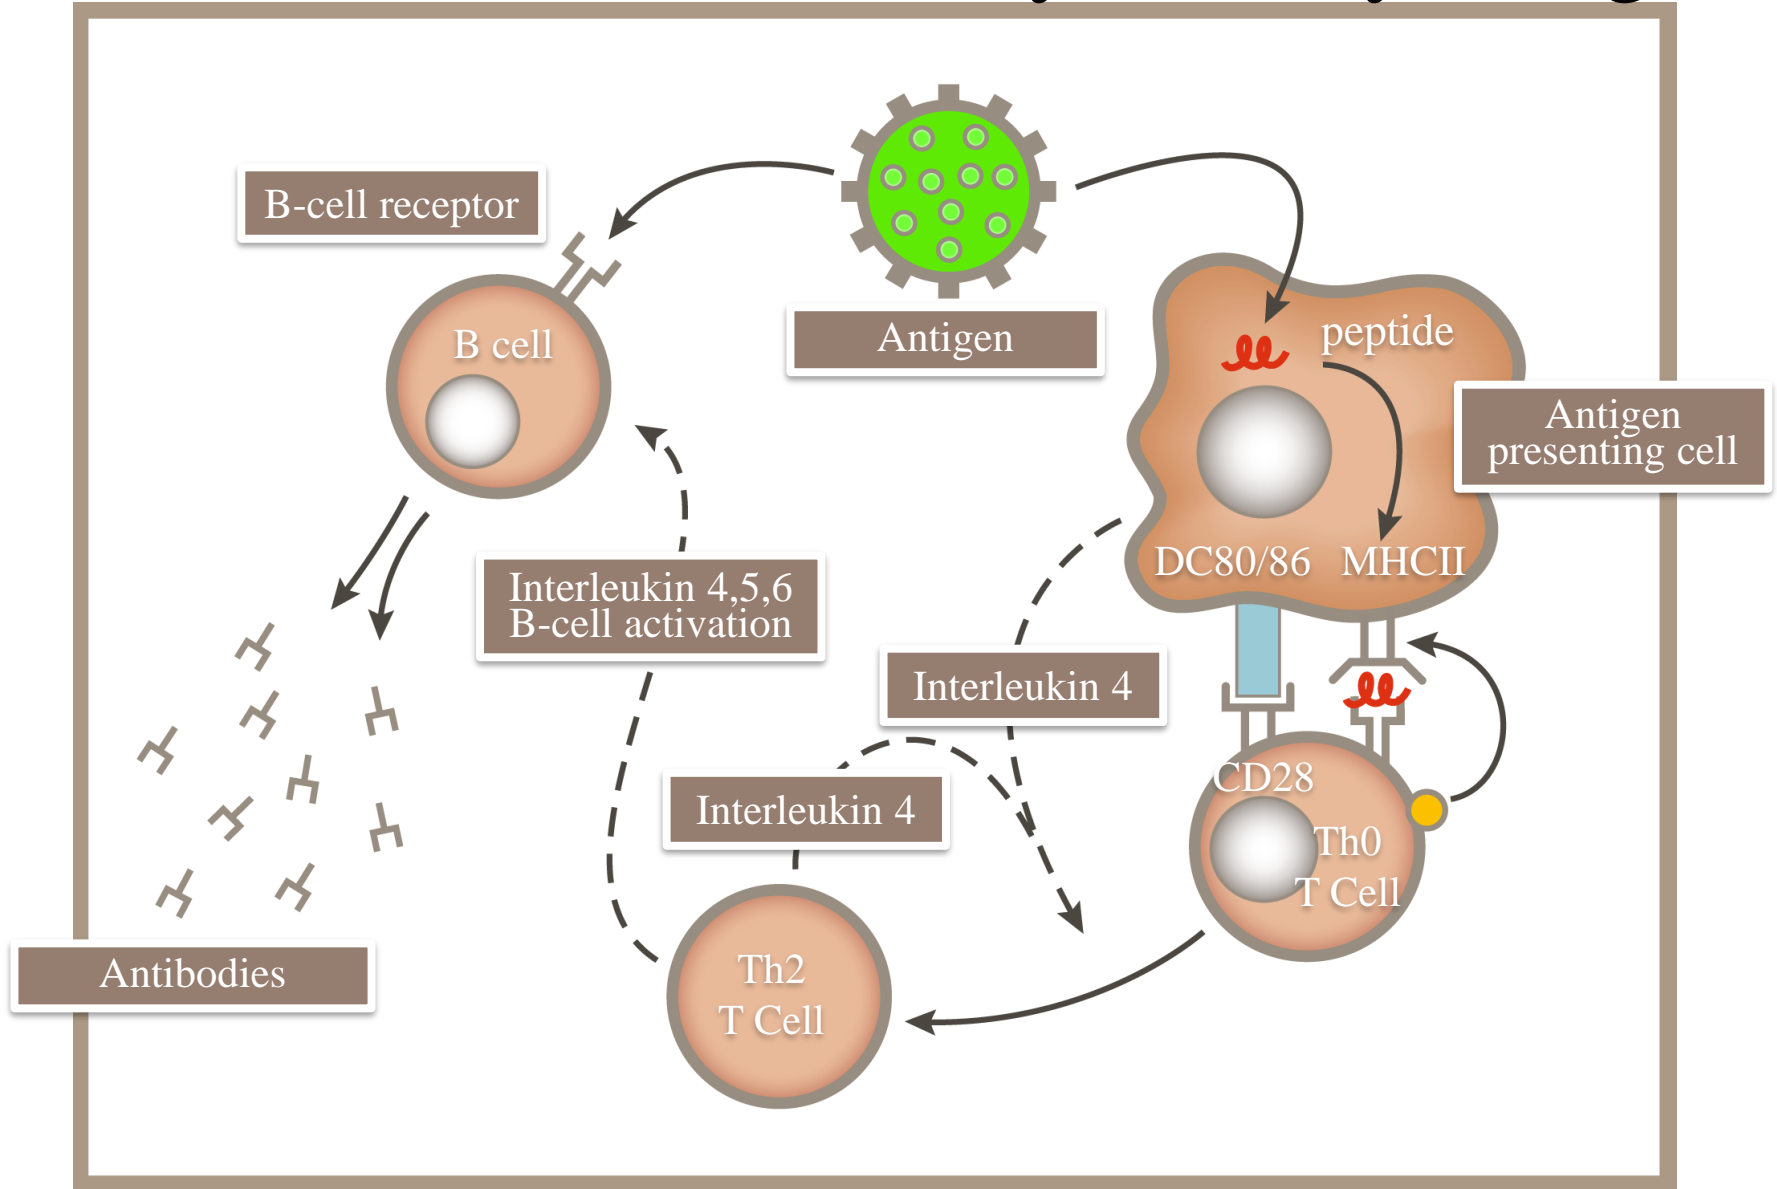 B-cell receptor
Antigen
B cell
peptide
Antigen
presenting cell
DC80/86 MHCII
Interleukin 4,5,6
B-cell activation
Interleukin 4
Interleukin 4
CD28
Th0
T Cell
Th2
T Cell
Antibodies